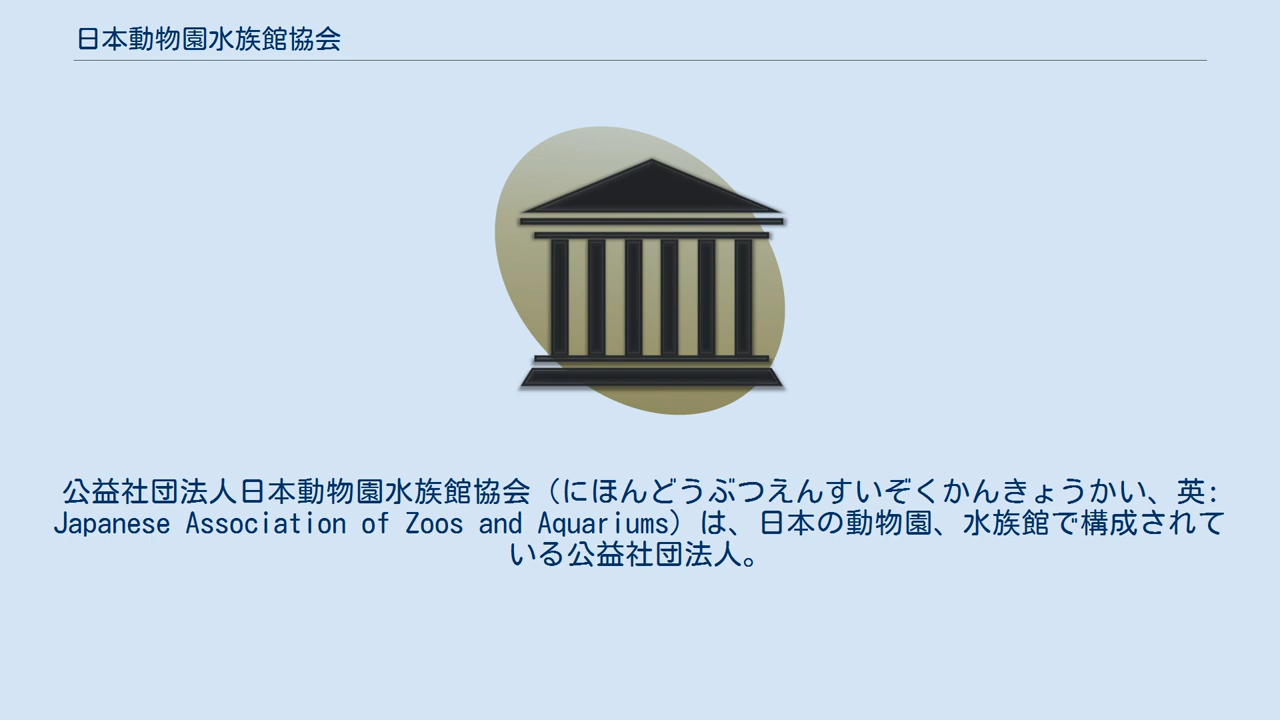 日本動物園水族館協会
公益社団法人日本動物園水族館協会（にほんどうぶつえんすいぞくかんきょうかい、英:
Japanese Association of Zoos and Aquariums）は、日本の動物園、水族館で構成されて
いる公益社団法人。